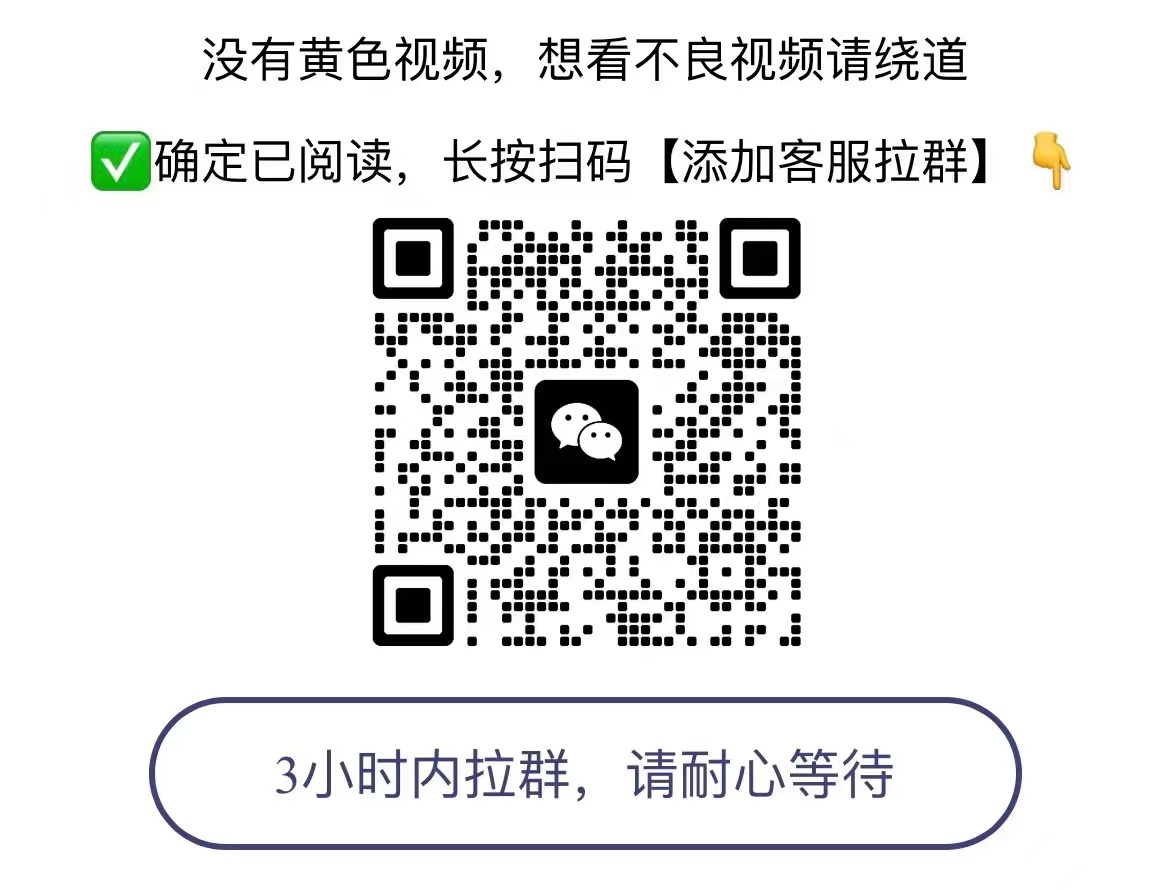 没有黄色视频，想看不良视频请绕道
✅确定已阅读，长按扫码【添加客服拉群】👇
3小时内拉群，请耐心等待